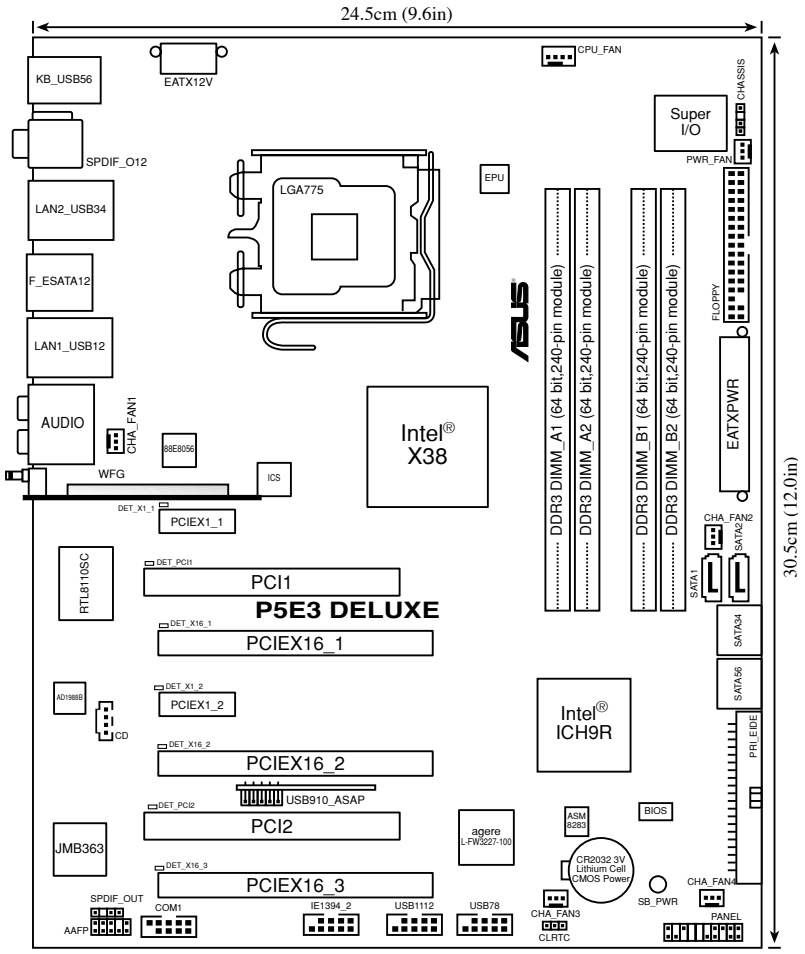 24.5cm (9.6in)
KB_USB56
EATX12V
CPU_FAN
CHASSIS
Super
I/O
PWR_FAN
SPDIF_O12
LGA775
EPU
LAN2_USB34
F_ESATA12
LAN1_USB12
FLOPPY
ASUS
DDR3 DIMM_A1 (64 bit,240-pin module)
DDR3 DIMM_A2 (64 bit,240-pin module)
DDR3 DIMM_B1 (64 bit,240-pin module)
DDR3 DIMM_B2 (64 bit,240-pin module)
EATXPWR
30.5cm (12.0in)
AUDIO
CHA_FAN1
88E8056
Intel®
X38
WFG
ICS
DET_X1_1
PCIEX1_1
CHA_FAN2
SATA2
SATA1
RTL8110SC
DET_PCI1
PCI1
P5E3 DELUXE
DET_X16_1
PCIEX16_1
SATA34
SATA56
AD1988B
CD
DET_X1_2
PCIEX1_2
Intel®
ICH9R
PRI_EIDE
DET_X16_2
PCIEX16_2
USB910_ASAP
DET_PCI2
PCI2
JMB363
agere
L-FW3227-100
ASM
8283
BIOS
CR2032 3V
Lithium Cell
CMOS Power
DET_X16_3
PCIEX16_3
SB_PWR
CHA_FAN4
SPDIF_OUT
AAFP
COM1
IE1394_2
USB1112
USB78
CHA_FAN3
CLRTC
PANEL